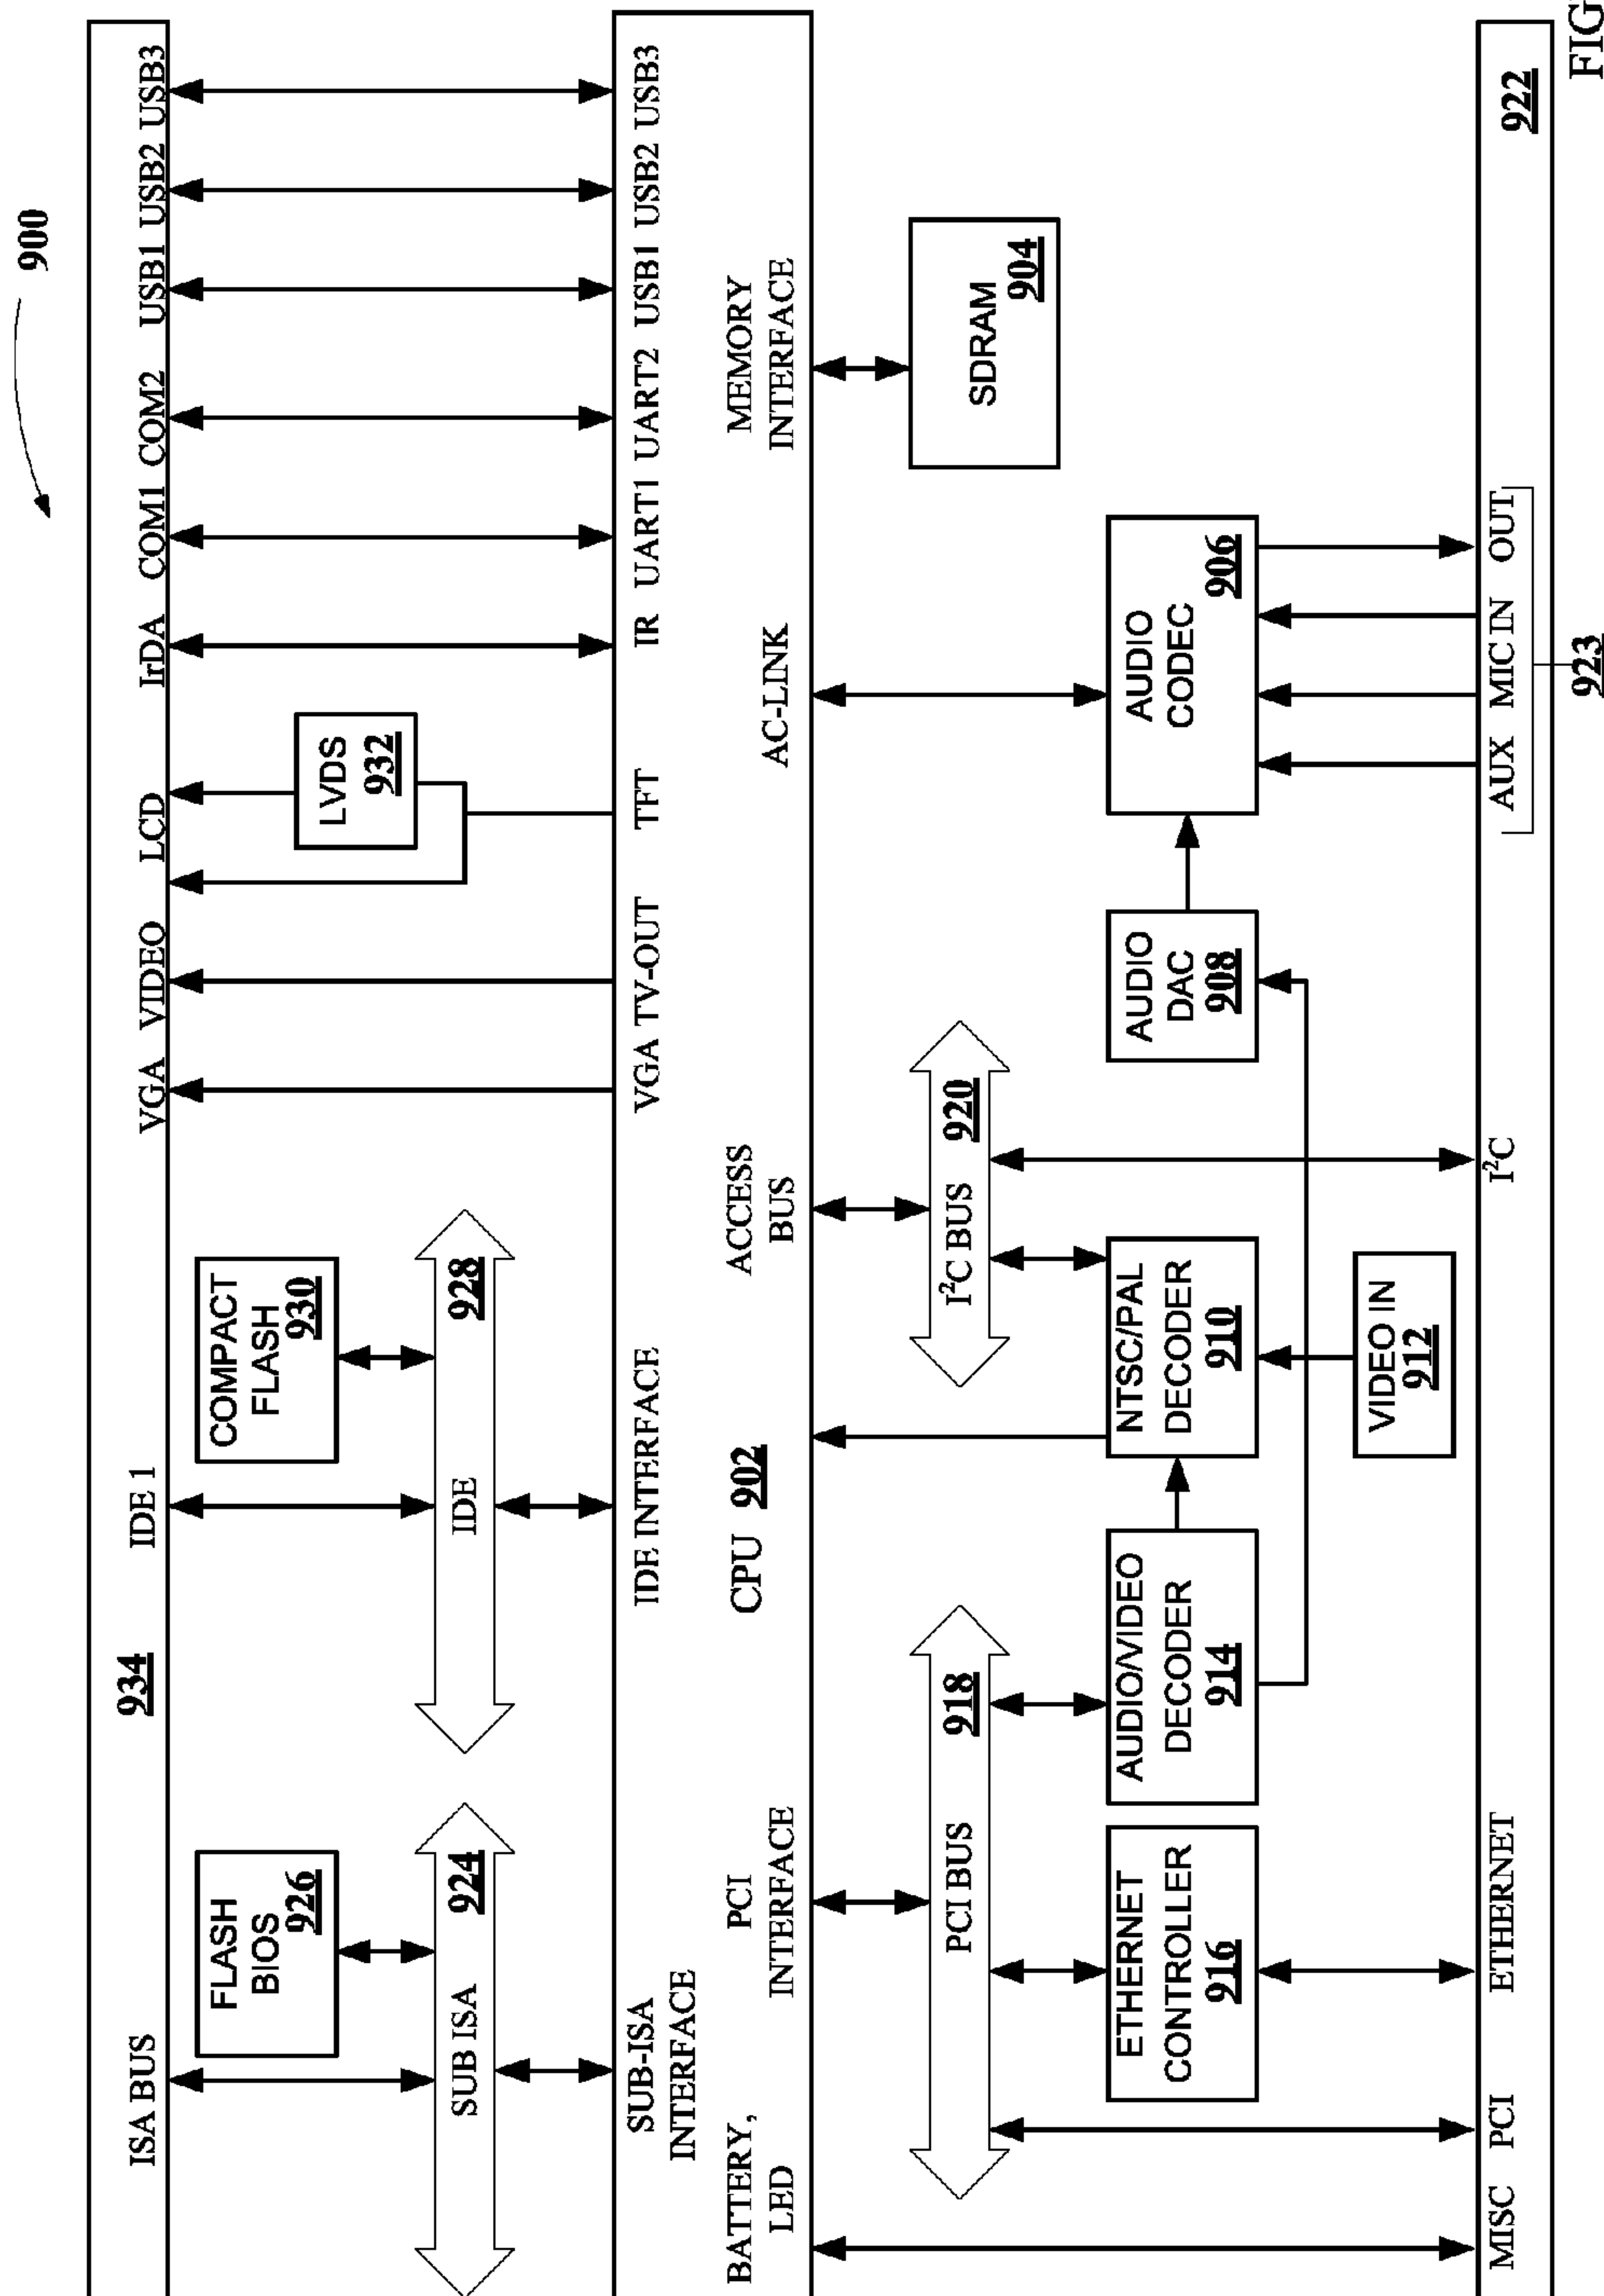 900
934
ISA BUS
IDE 1
VGA
VIDEO
LCD
IrDA
COM1
COM2
USB1
USB2
USB3
FLASH
BIOS
926
COMPACT
FLASH
930
LVDS
932
SUB ISA
924
IDE
928
SUB-ISA
INTERFACE
IDE INTERFACE
VGA
TV-OUT
TFT
IR
UART1
UART2
USB1
USB2
USB3
CPU 902
BATTERY,
LED
PCI
INTERFACE
ACCESS
BUS
AC-LINK
MEMORY
INTERFACE
PCI BUS
918
I²C BUS
920
SDRAM
904
ETHERNET
CONTROLLER
916
AUDIO/VIDEO
DECODER
914
NTSC/PAL
DECODER
910
AUDIO
DAC
908
AUDIO
CODEC
906
VIDEO IN
912
MISC
PCI
ETHERNET
I²C
AUX
MIC
IN
OUT
922
923
FIG